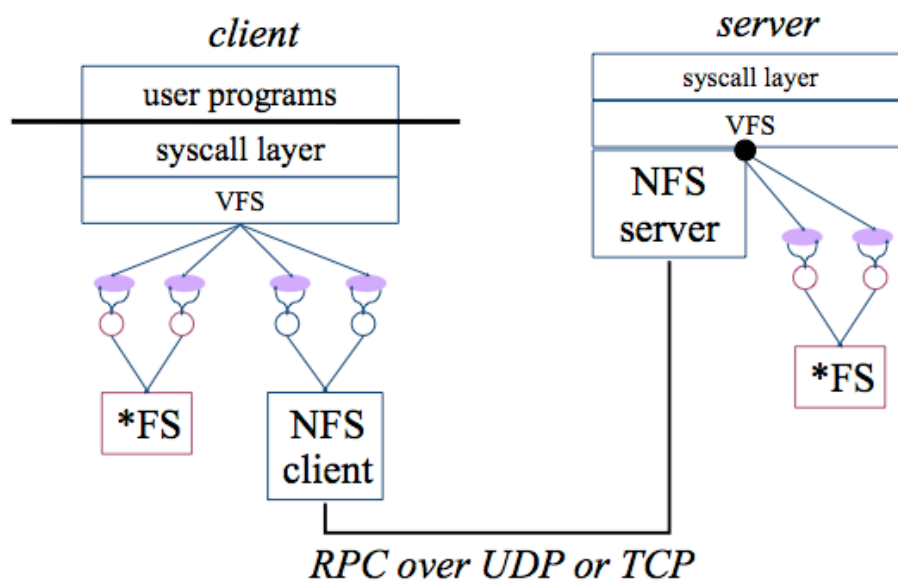 client
user programs
syscall layer
VFS
*FS
NFS
client
server
syscall layer
VFS
NFS
server
*FS
RPC over UDP or TCP